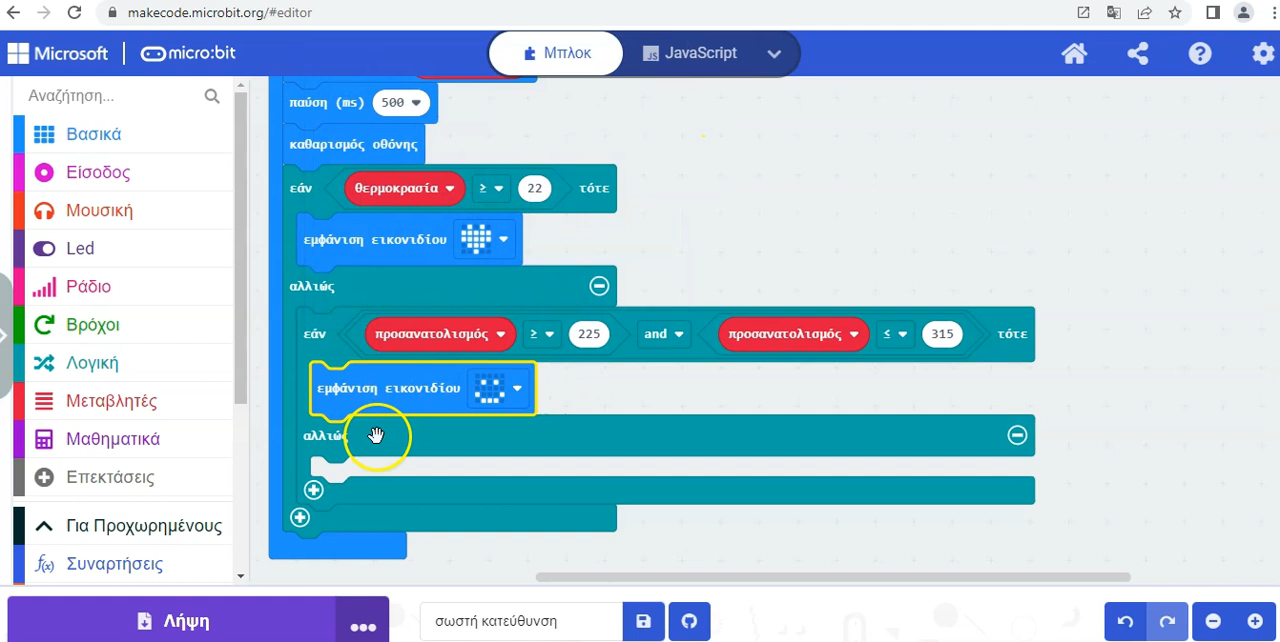 makecode.microbit.org/#editor
Microsoft micro:bit Μπλοκ JavaScript
Αναζήτηση...
Βασικά
Είσοδος
Μουσική
Led
Ράδιο
Βρόχοι
Λογική
Μεταβλητές
Μαθηματικά
Επεκτάσεις
Για Προχωρημένους
f(x) Συναρτήσεις
παύση (ms) 500
καθαρισμός οθόνης
εάν θερμοκρασία ≥ 22 τότε
εμφάνιση εικονιδίου
αλλιώς
εάν προσανατολισμός ≥ 225 and προσανατολισμός ≤ 315 τότε
εμφάνιση εικονιδίου
αλλιώς
Λήψη
σωστή κατεύθυνση